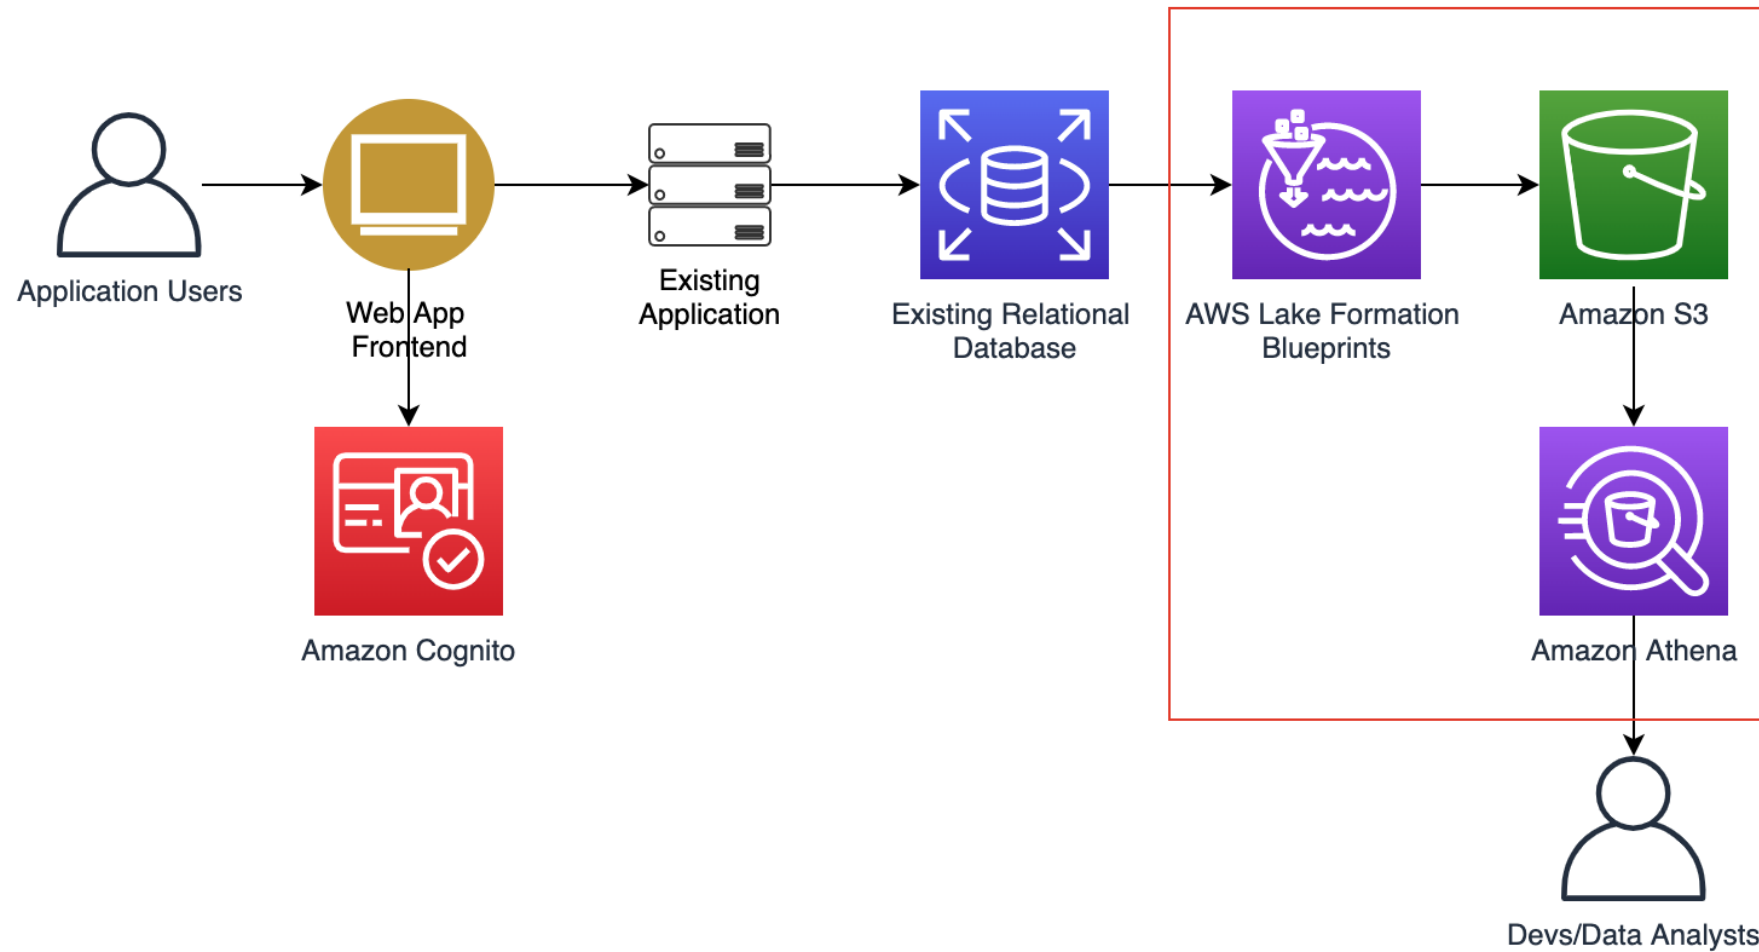 Application Users
Web App
Frontend
Existing
Application
Existing Relational
Database
AWS Lake Formation
Blueprints
Amazon S3
Amazon Cognito
Amazon Athena
Devs/Data Analysts